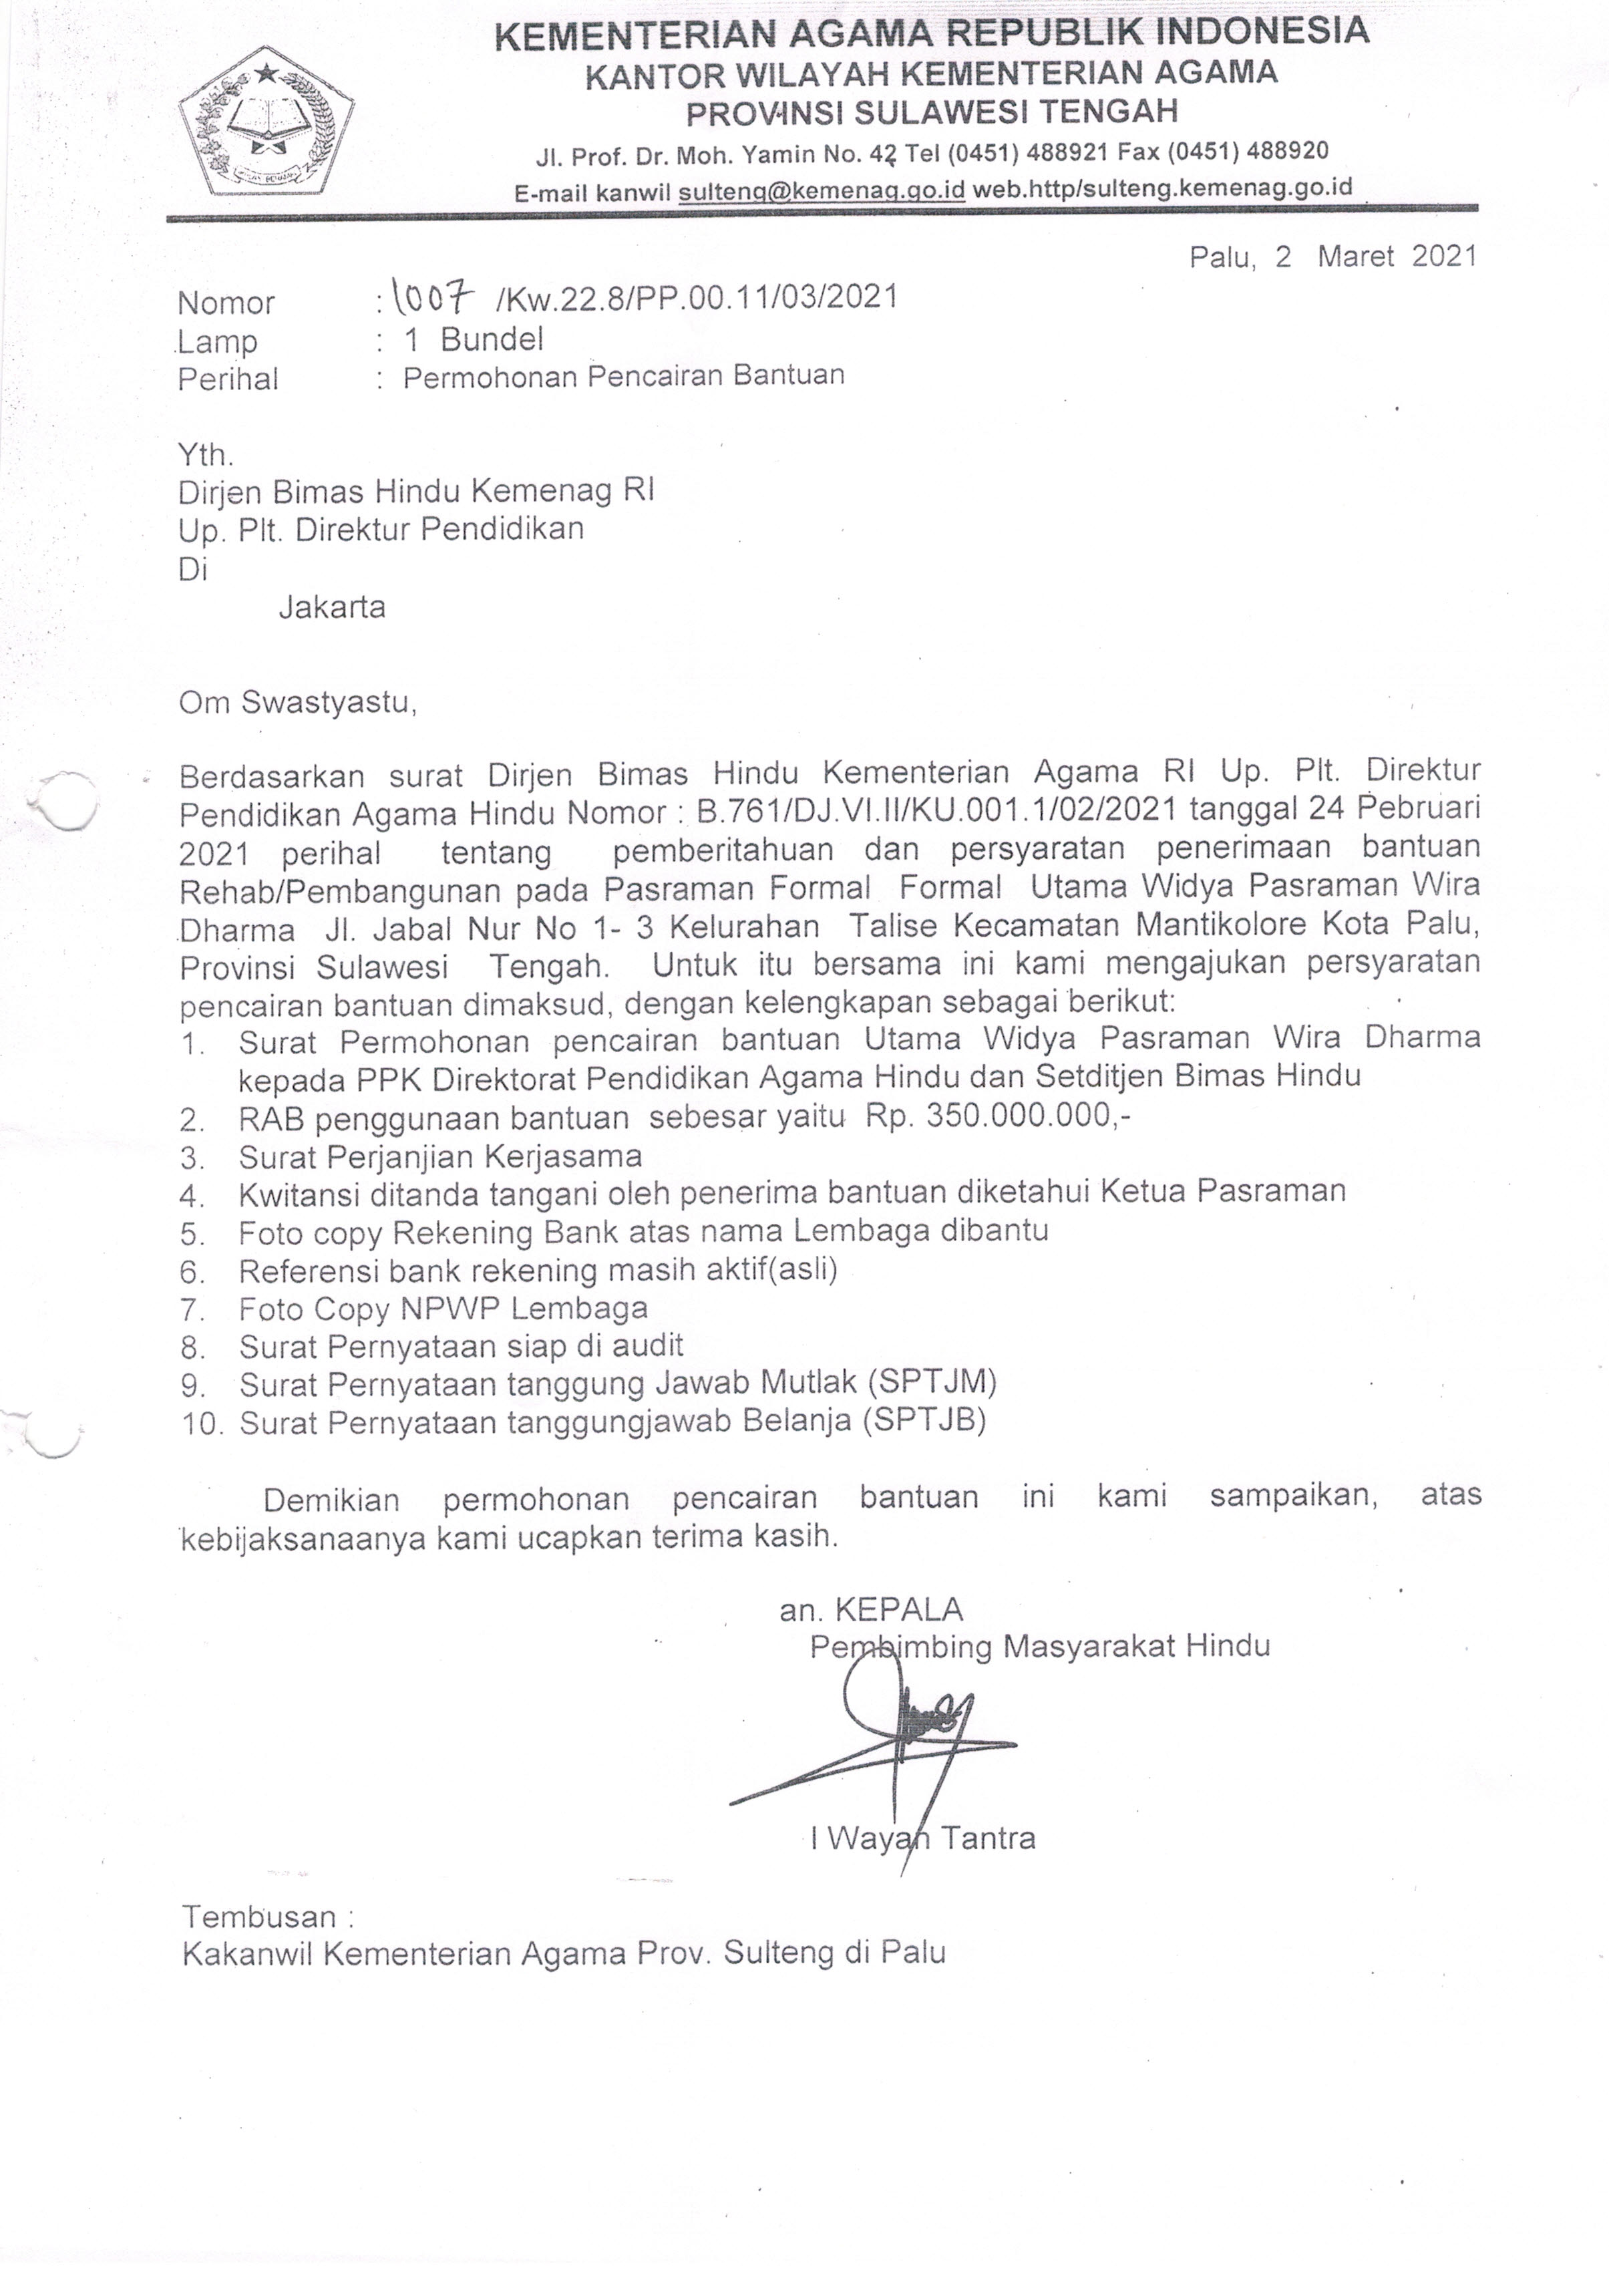 KEMENTERIAN AGAMA REPUBLIK INDONESIA
KANTOR WILAYAH KEMENTERIAN AGAMA
PROVINSI SULAWESI TENGAH
Jl. Prof. Dr. Moh. Yamin No. 42 Tel (0451) 488921 Fax (0451) 488920
E-mail kanwil sulteng@kemenag.go.id web.http/sulteng.kemenag.go.id
Palu, 2 Maret 2021
Nomor : 1007 /Kw.22.8/PP.00.11/03/2021
Lamp : 1 Bundel
Perihal : Permohonan Pencairan Bantuan
Yth.
Dirjen Bimas Hindu Kemenag RI
Up. Plt. Direktur Pendidikan
Di
Jakarta
Om Swastyastu,
Berdasarkan surat Dirjen Bimas Hindu Kementerian Agama RI Up. Plt. Direktur
Pendidikan Agama Hindu Nomor : B.761/DJ.VI.II/KU.001.1/02/2021 tanggal 24 Pebruari
2021 perihal tentang pemberitahuan dan persyaratan penerimaan bantuan
Rehab/Pembangunan pada Pasraman Formal Formal Utama Widya Pasraman Wira
Dharma Jl. Jabal Nur No 1- 3 Kelurahan Talise Kecamatan Mantikolore Kota Palu,
Provinsi Sulawesi Tengah. Untuk itu bersama ini kami mengajukan persyaratan
pencairan bantuan dimaksud, dengan kelengkapan sebagai berikut:
1. Surat Permohonan pencairan bantuan Utama Widya Pasraman Wira Dharma
kepada PPK Direktorat Pendidikan Agama Hindu dan Setditjen Bimas Hindu
2. RAB penggunaan bantuan sebesar yaitu Rp. 350.000.000,-
3. Surat Perjanjian Kerjasama
4. Kwitansi ditanda tangani oleh penerima bantuan diketahui Ketua Pasraman
5. Foto copy Rekening Bank atas nama Lembaga dibantu
6. Referensi bank rekening masih aktif(asli)
7. Foto Copy NPWP Lembaga
8. Surat Pernyataan siap di audit
9. Surat Pernyataan tanggung Jawab Mutlak (SPTJM)
10. Surat Pernyataan tanggungjawab Belanja (SPTJB)
Demikian permohonan pencairan bantuan ini kami sampaikan, atas
kebijaksanaanya kami ucapkan terima kasih.
an. KEPALA
Pembimbing Masyarakat Hindu
I Wayan Tantra
Tembusan :
Kakanwil Kementerian Agama Prov. Sulteng di Palu